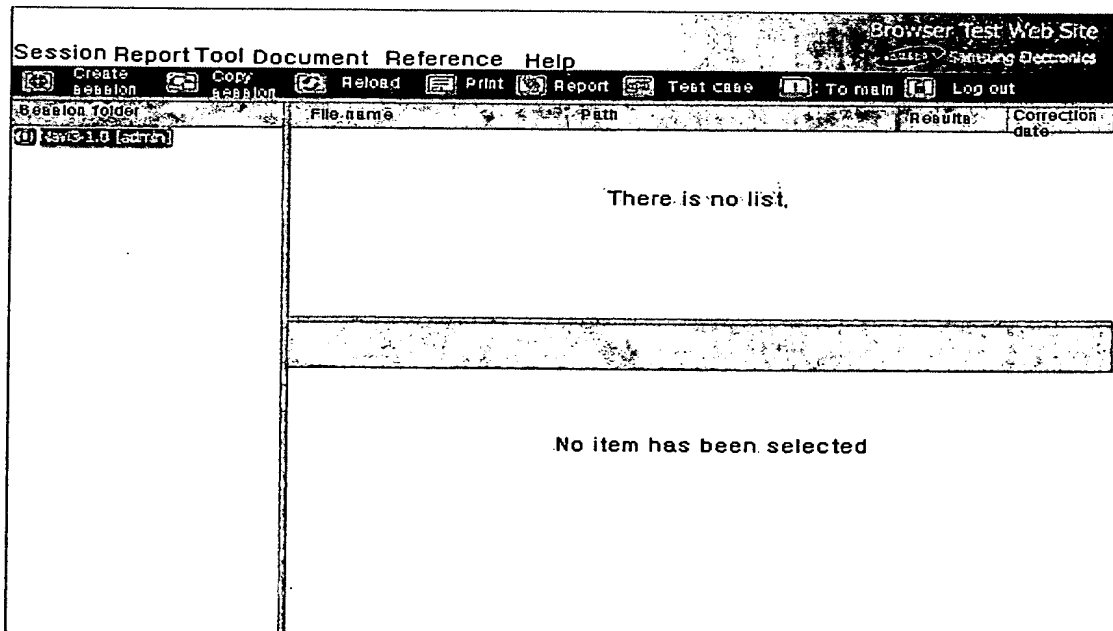 Browser Test Web Site
Samsung Electronics
Session Report Tool Document Reference Help
Create session Copy session Reload Print Report Test case To main Log out
Session folder File name Path Results Correction date
[admin]
There is no list.
No item has been selected